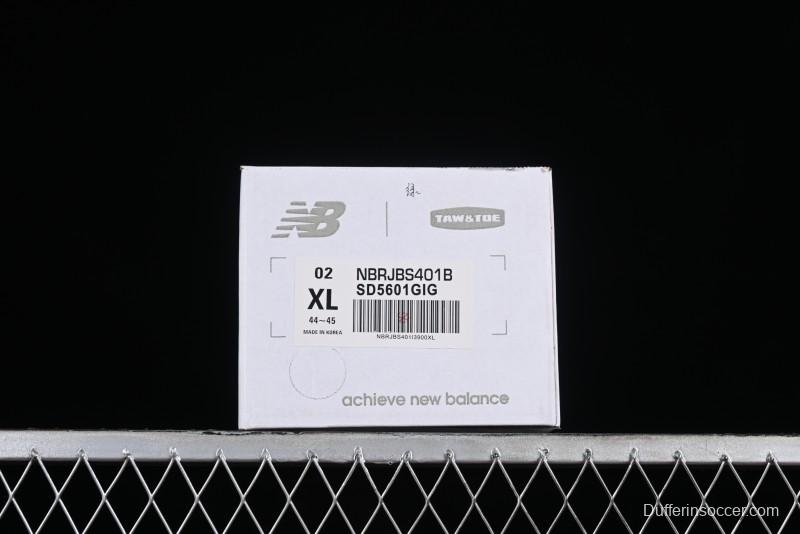 NB
TAW&TOE
02
XL
44~45
MADE IN KOREA
NBRJBS401B
SD5601GIG
NBRJBS401I3900XL
achieve new balance
Dufferinsoccer.com